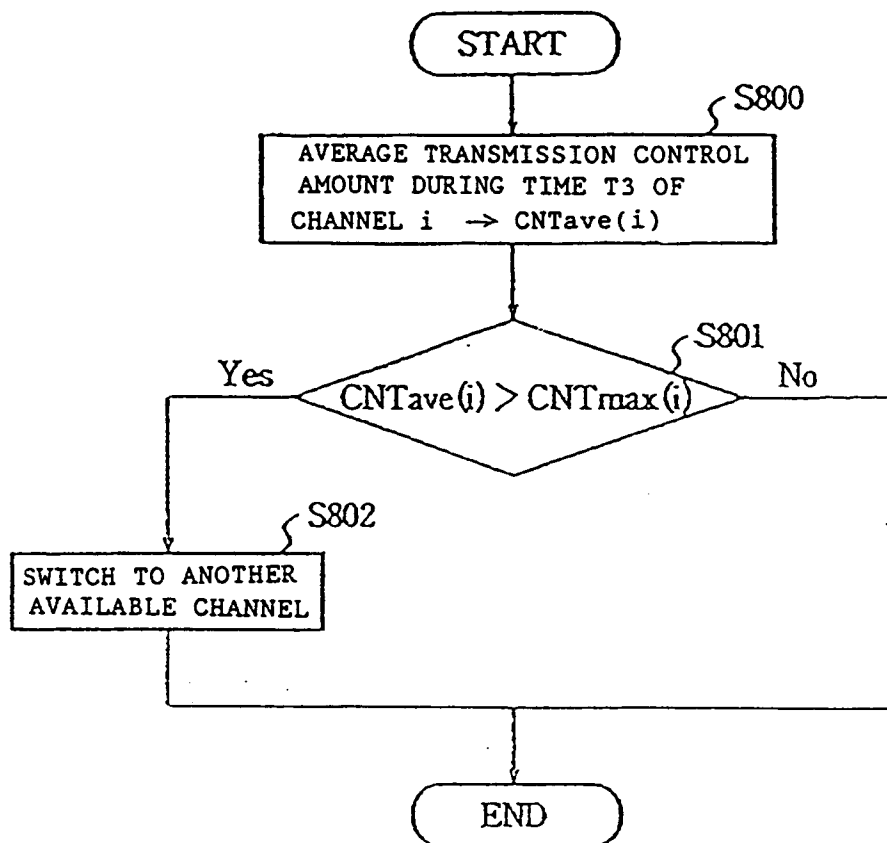 START
S800
AVERAGE TRANSMISSION CONTROL
AMOUNT DURING TIME T3 OF
CHANNEL i → CNTave(i)
S801
Yes
CNTave(i) > CNTmax(i)
No
S802
SWITCH TO ANOTHER
AVAILABLE CHANNEL
END